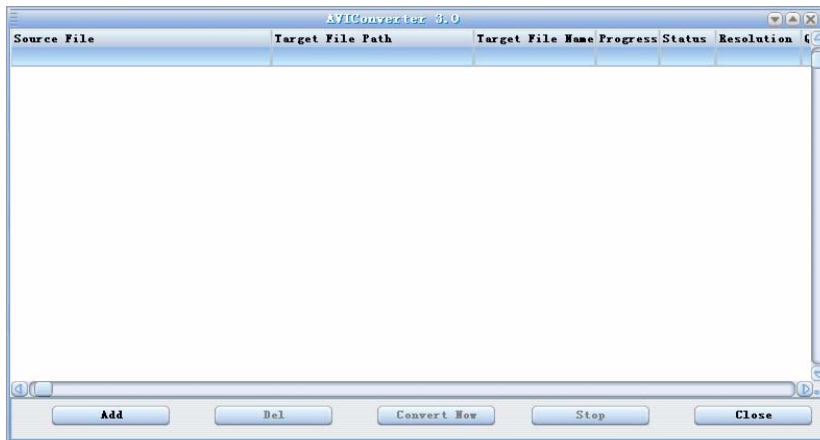 AVIConverter 3.0
Source File Target File Path Target File Name Progress Status Resolution
Add Del Convert Now Stop Close